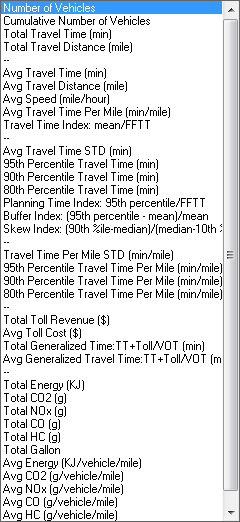 Number of Vehicles
Cumulative Number of Vehicles
Total Travel Time (min)
Total Travel Distance (mile)
--
Avg Travel Time (min)
Avg Travel Distance (mile)
Avg Speed (mile/hour)
Avg Travel Time Per Mile (min/mile)
Travel Time Index: mean/FFTT
--
Avg Travel Time STD (min)
95th Percentile Travel Time (min)
90th Percentile Travel Time (min)
80th Percentile Travel Time (min)
Planning Time Index: 95th percentile/FFTT
Buffer Index: (95th percentile - mean)/mean
Skew Index: (90th %ile-median)/(median-10th %
--
Travel Time Per Mile STD (min/mile)
95th Percentile Travel Time Per Mile (min/mile)
90th Percentile Travel Time Per Mile (min/mile)
80th Percentile Travel Time Per Mile (min/mile)
--
Total Toll Revenue ($)
Avg Toll Cost ($)
Total Generalized Time:TT+Toll/VOT (min)
Avg Generalized Travel Time:TT+Toll/VOT (m
--
Total Energy (KJ)
Total CO2 (g)
Total NOx (g)
Total CO (g)
Total HC (g)
Total Gallon
Avg Energy (KJ/vehicle/mile)
Avg CO2 (g/vehicle/mile)
Avg NOx (g/vehicle/mile)
Avg CO (g/vehicle/mile)
Avg HC (g/vehicle/mile)